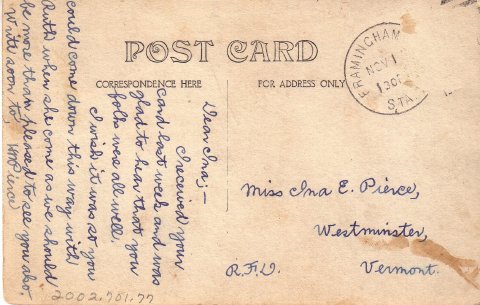 POST CARD
CORRESPONDENCE HERE
FOR ADDRESS ONLY
FRAMINGHAM
NOV 1
STA
Dear Ina;—
I received your
card last week and was
glad to hear that you
folks were all well.
I wish it was so you
could come down this way with
Ruth when she come as we should
be more than pleased to see you also.
Write soon to, HMPierce
Miss Ina E. Pierce,
Westminster,
R.F.D. Vermont.
2002.701.77